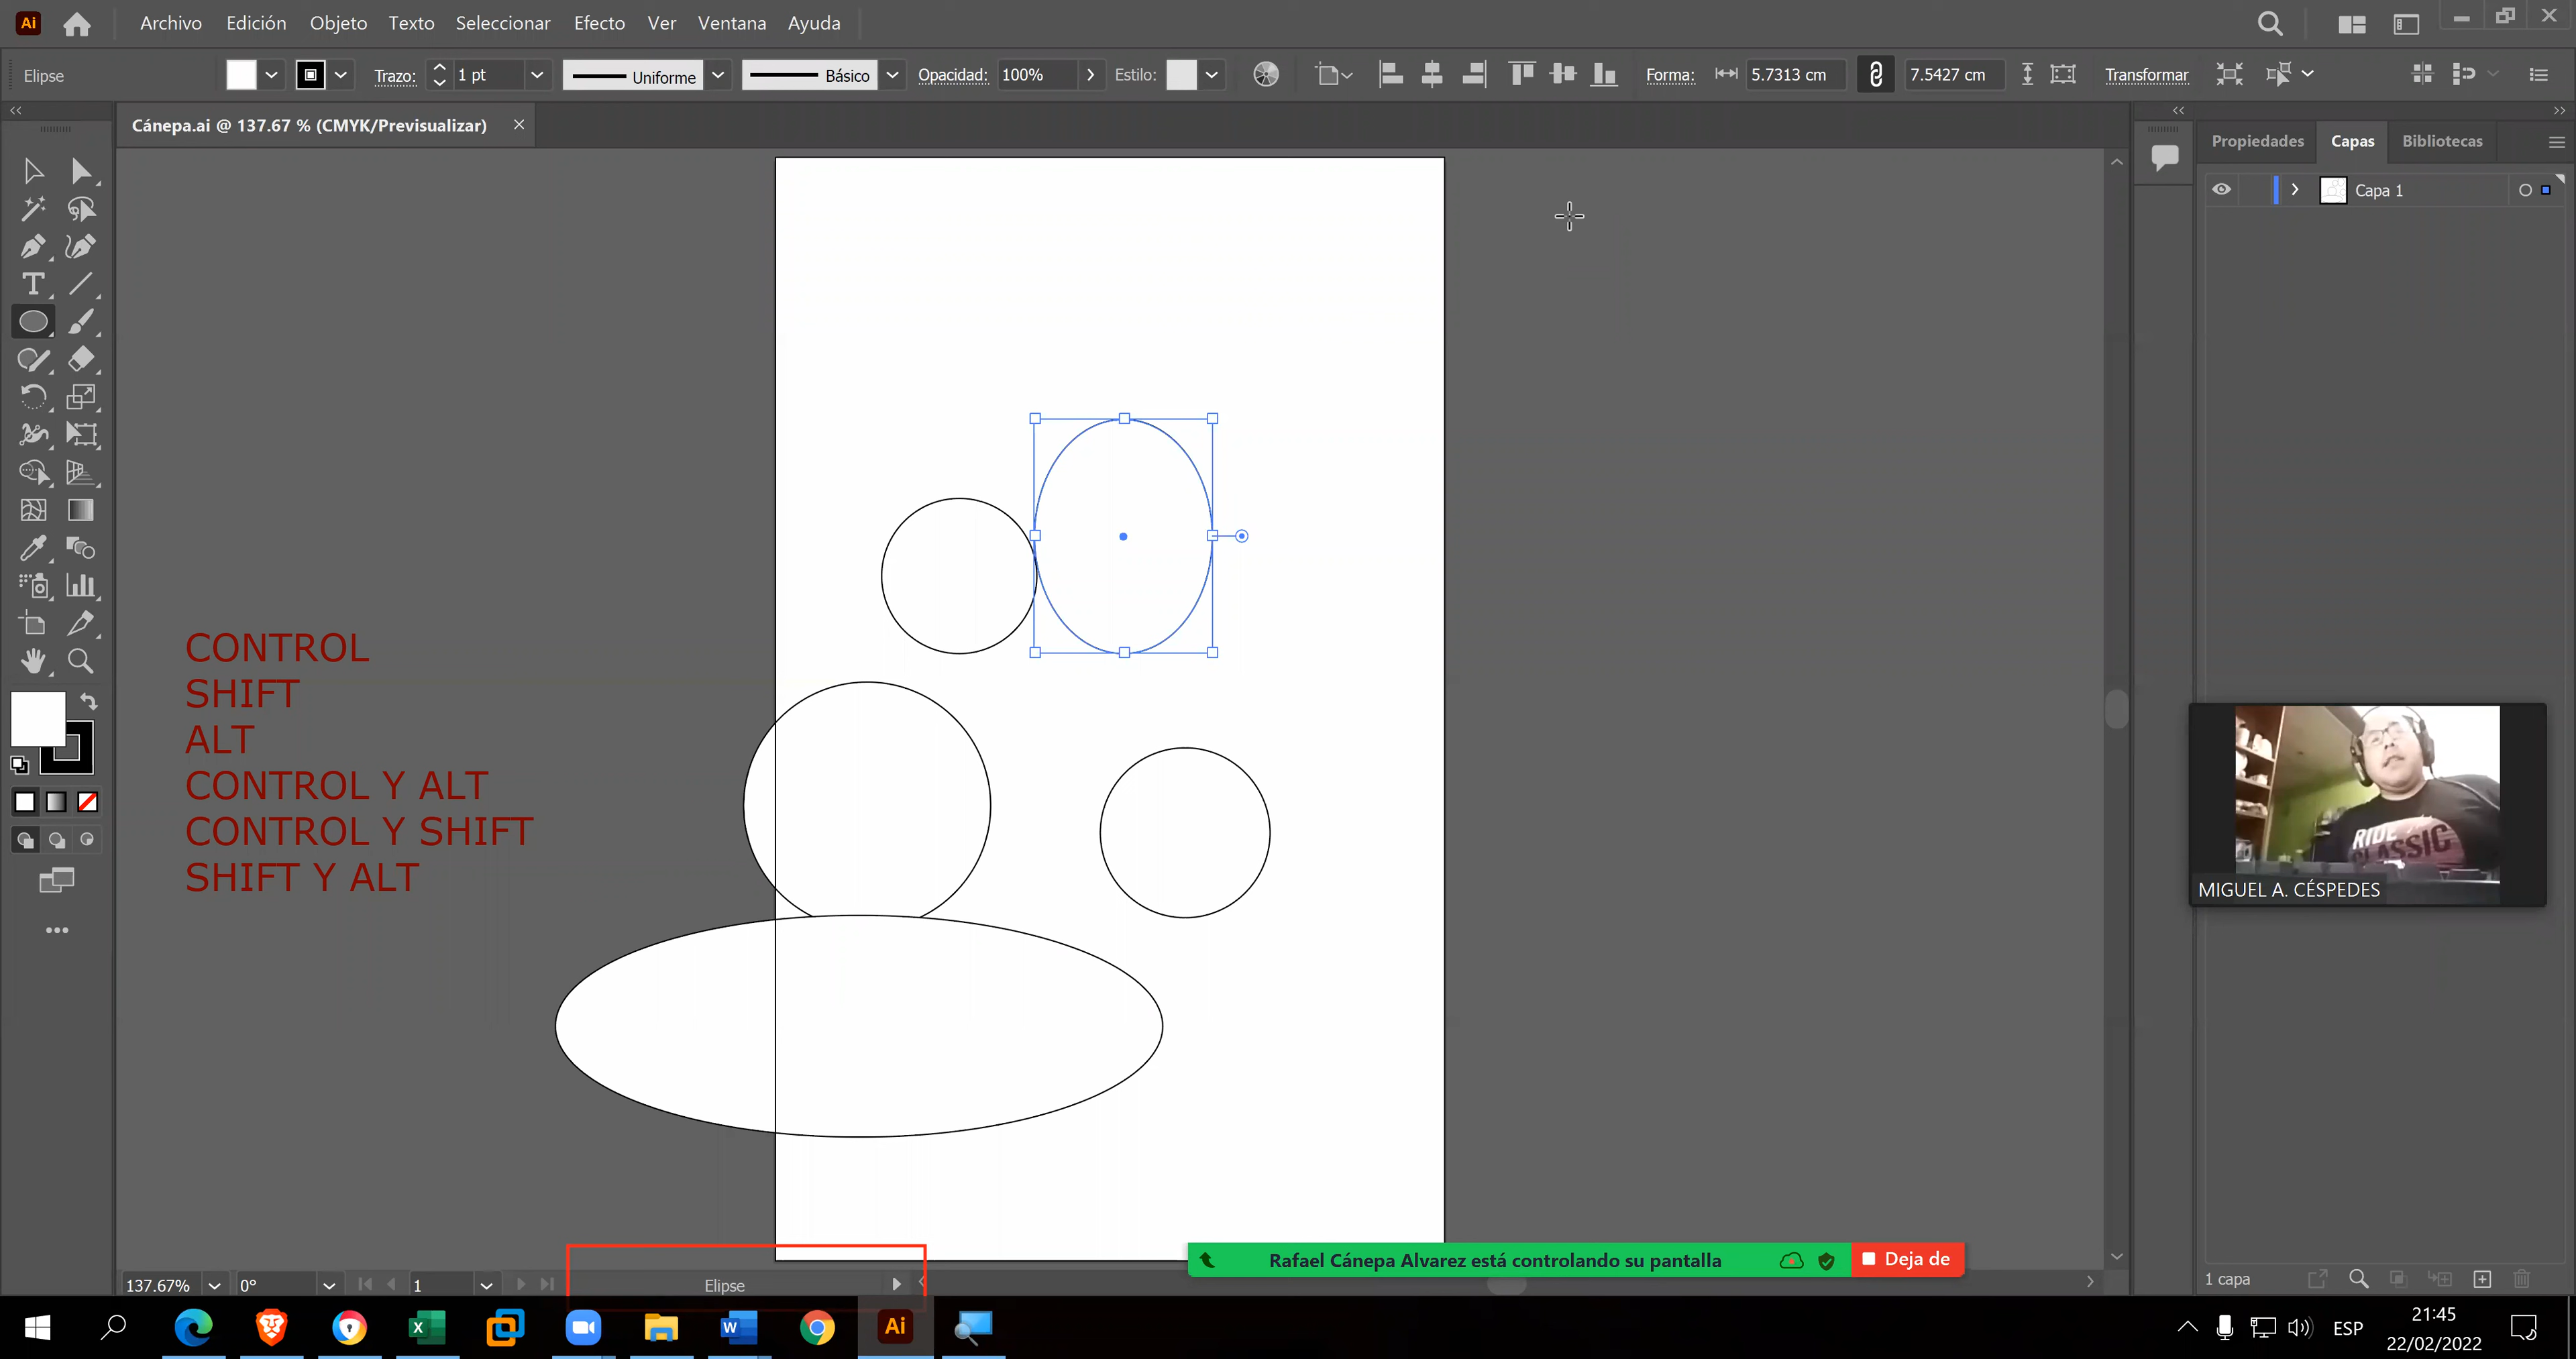 Ai Archivo Edición Objeto Texto Seleccionar Efecto Ver Ventana Ayuda
Elipse Trazo: 1 pt Uniforme Básico Opacidad: 100% Estilo: Forma: 5.7313 cm 7.5427 cm Transformar
Cánepa.ai @ 137.67 % (CMYK/Previsualizar)
Propiedades Capas Bibliotecas
Capa 1
CONTROL
SHIFT
ALT
CONTROL Y ALT
CONTROL Y SHIFT
SHIFT Y ALT
RIDE
CLASSIC
MIGUEL A. CÉSPEDES
Rafael Cánepa Alvarez está controlando su pantalla Deja de
137.67% 0° 1 Elipse 1 capa
Ai ESP 21:45
22/02/2022